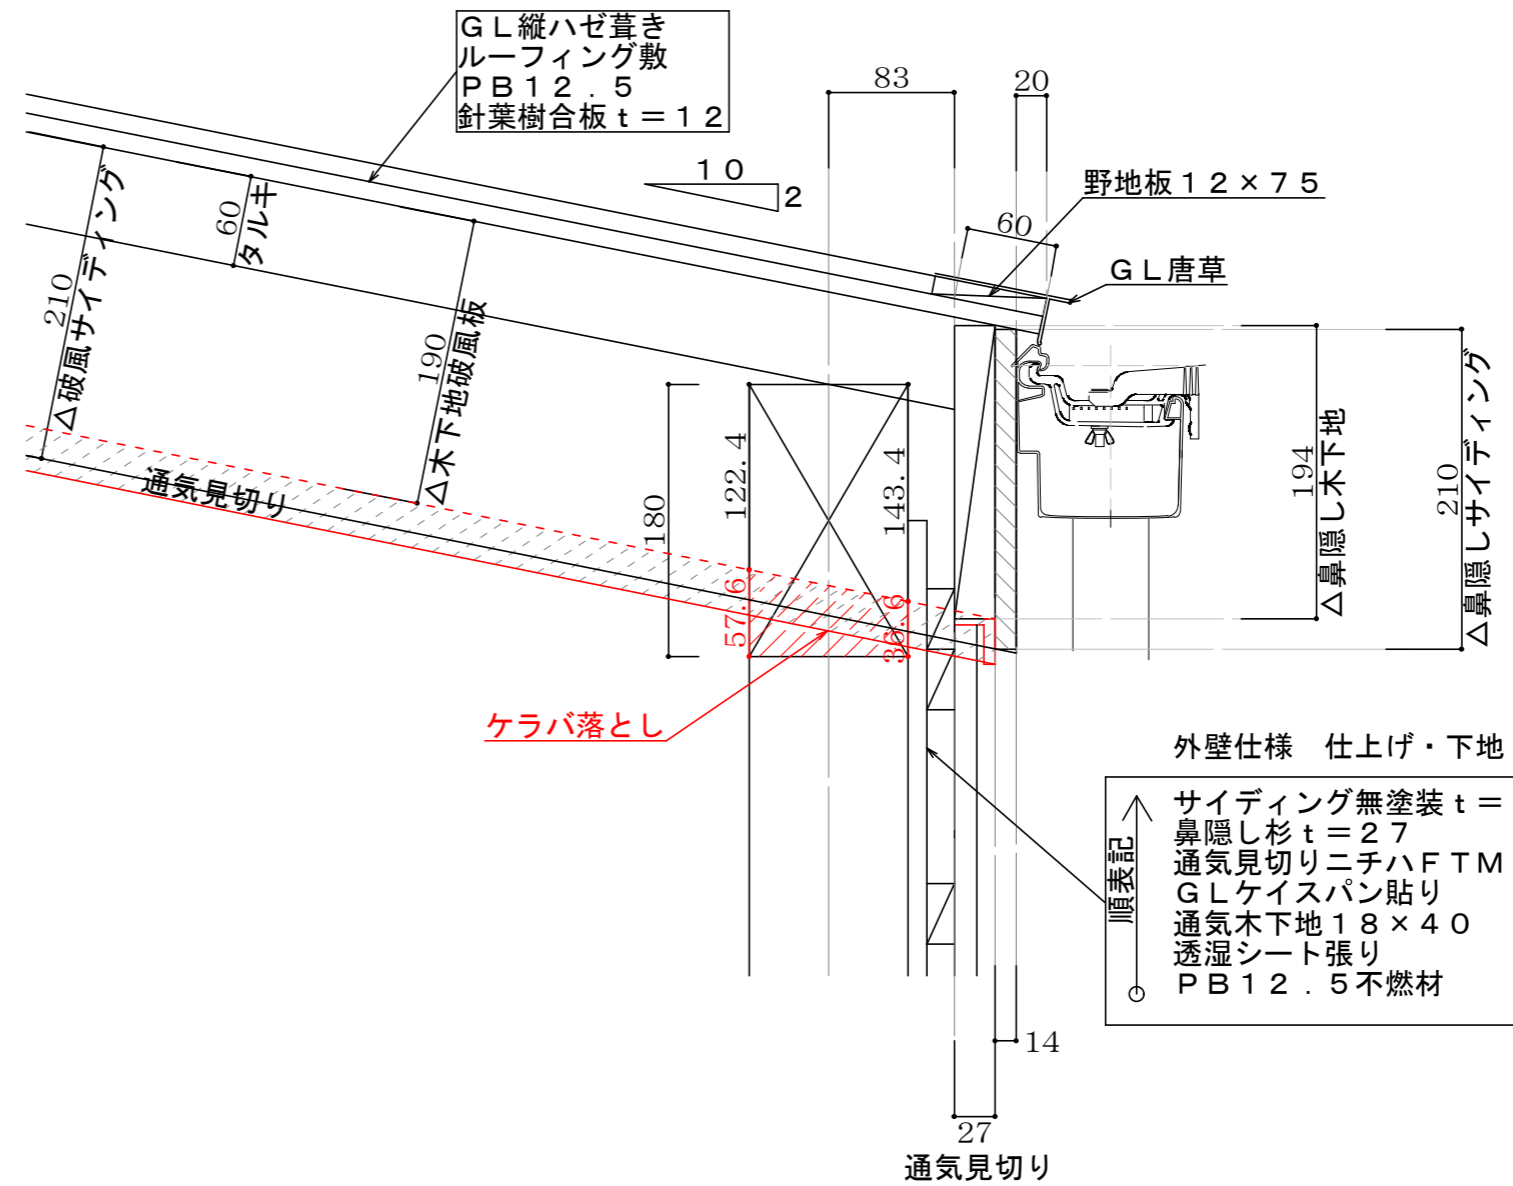 ＧＬ縦ハゼ葺き
ルーフィング敷
ＰＢ１２．５
針葉樹合板ｔ＝１２
83
20
１０
2
野地板１２×７５
60
ＧＬ唐草
210
△破風サイディング
60
タルキ
190
△木下地破風板
通気見切り
180
122.4
143.4
57.6
36.6
194
△鼻隠し木下地
210
△鼻隠しサイディング
ケラバ落とし
外壁仕様　仕上げ・下地
順表記
サイディング無塗装ｔ＝
鼻隠し杉ｔ＝２７
通気見切りニチハＦＴＭ
ＧＬケイスパン貼り
通気木下地１８×４０
透湿シート張り
ＰＢ１２．５不燃材
14
27
通気見切り